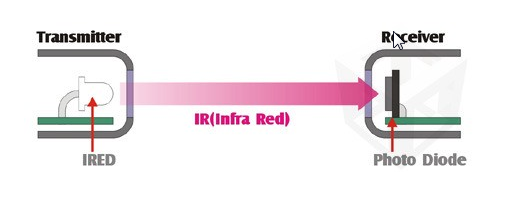 Transmitter
Receiver
IR(Infra Red)
IRED
Photo Diode